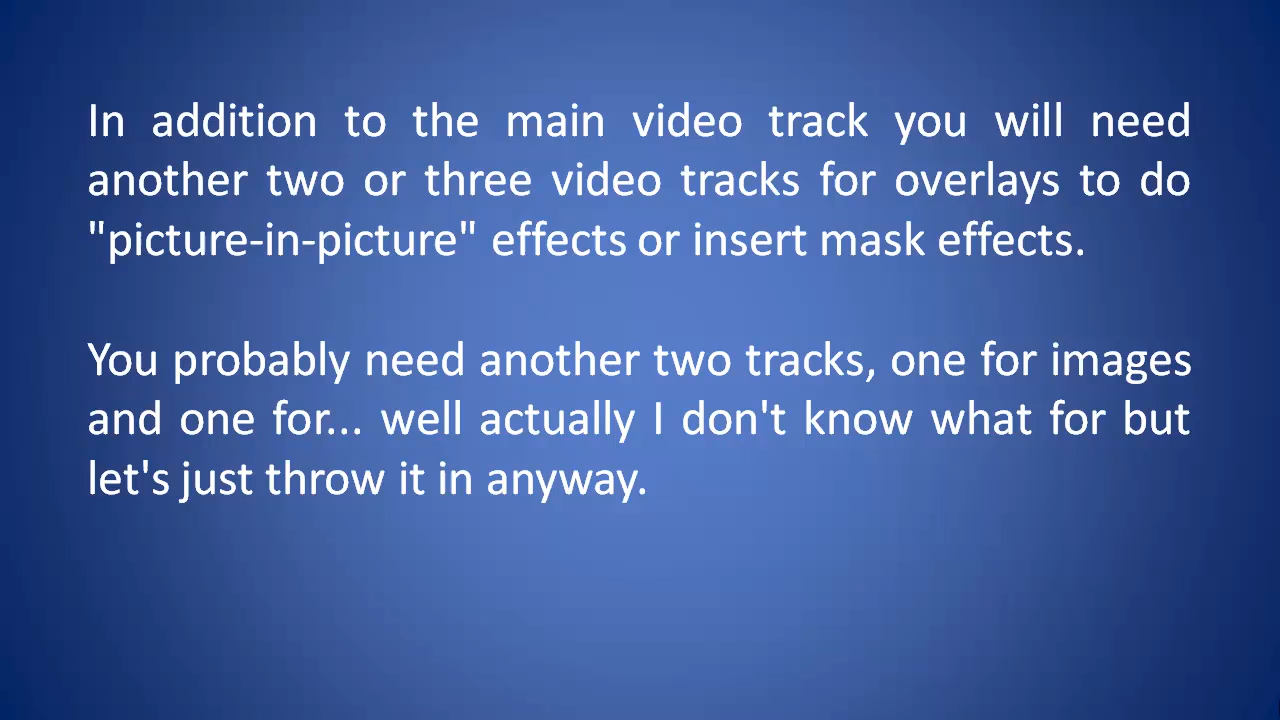 In addition to the main video track you will need
another two or three video tracks for overlays to do
"picture-in-picture" effects or insert mask effects.
You probably need another two tracks, one for images
and one for... well actually I don't know what for but
let's just throw it in anyway.